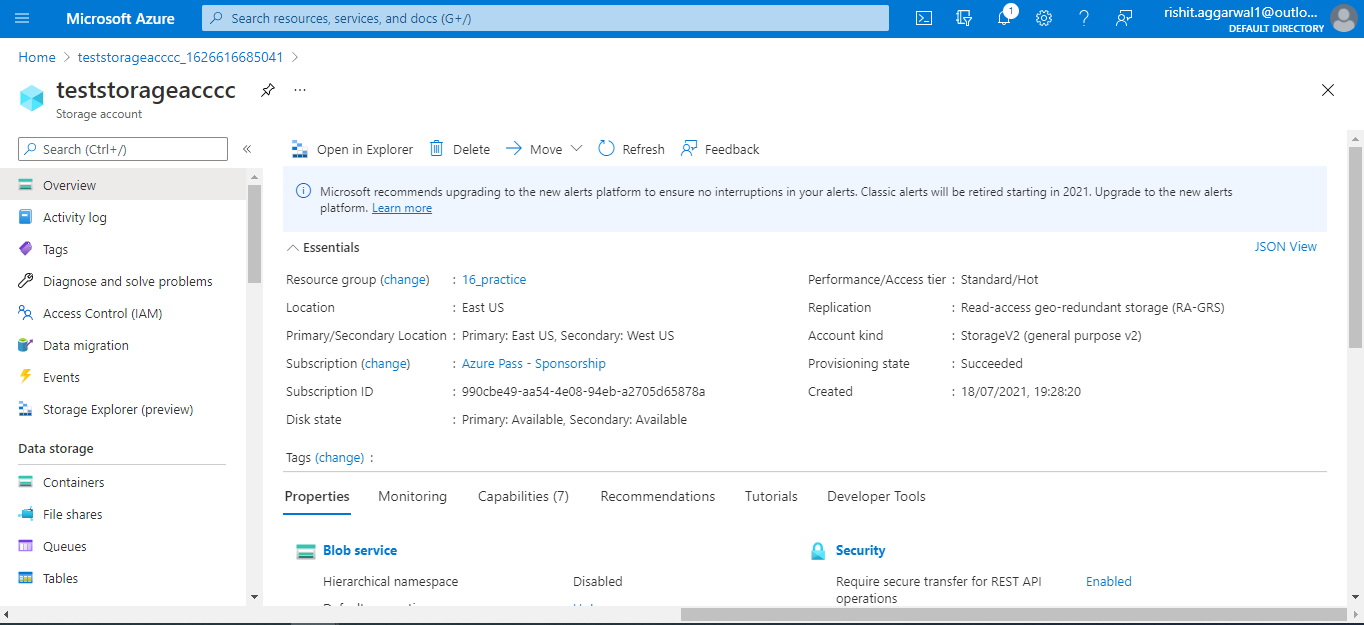 Microsoft Azure
Search resources, services, and docs (G+/)
1
rishit.aggarwal1@outlo...
DEFAULT DIRECTORY
Home > teststorageacccc_1626616685041 >
teststorageacccc
Storage account
Search (Ctrl+/)
Overview
Activity log
Tags
Diagnose and solve problems
Access Control (IAM)
Data migration
Events
Storage Explorer (preview)
Data storage
Containers
File shares
Queues
Tables
Open in Explorer Delete Move Refresh Feedback
Microsoft recommends upgrading to the new alerts platform to ensure no interruptions in your alerts. Classic alerts will be retired starting in 2021. Upgrade to the new alerts
platform. Learn more
Essentials
JSON View
Resource group (change) : 16_practice
Location : East US
Primary/Secondary Location : Primary: East US, Secondary: West US
Subscription (change) : Azure Pass - Sponsorship
Subscription ID : 990cbe49-aa54-4e08-94eb-a2705d65878a
Disk state : Primary: Available, Secondary: Available
Performance/Access tier : Standard/Hot
Replication : Read-access geo-redundant storage (RA-GRS)
Account kind : StorageV2 (general purpose v2)
Provisioning state : Succeeded
Created : 18/07/2021, 19:28:20
Tags (change) :
Properties Monitoring Capabilities (7) Recommendations Tutorials Developer Tools
Blob service
Hierarchical namespace Disabled
Security
Require secure transfer for REST API Enabled
operations